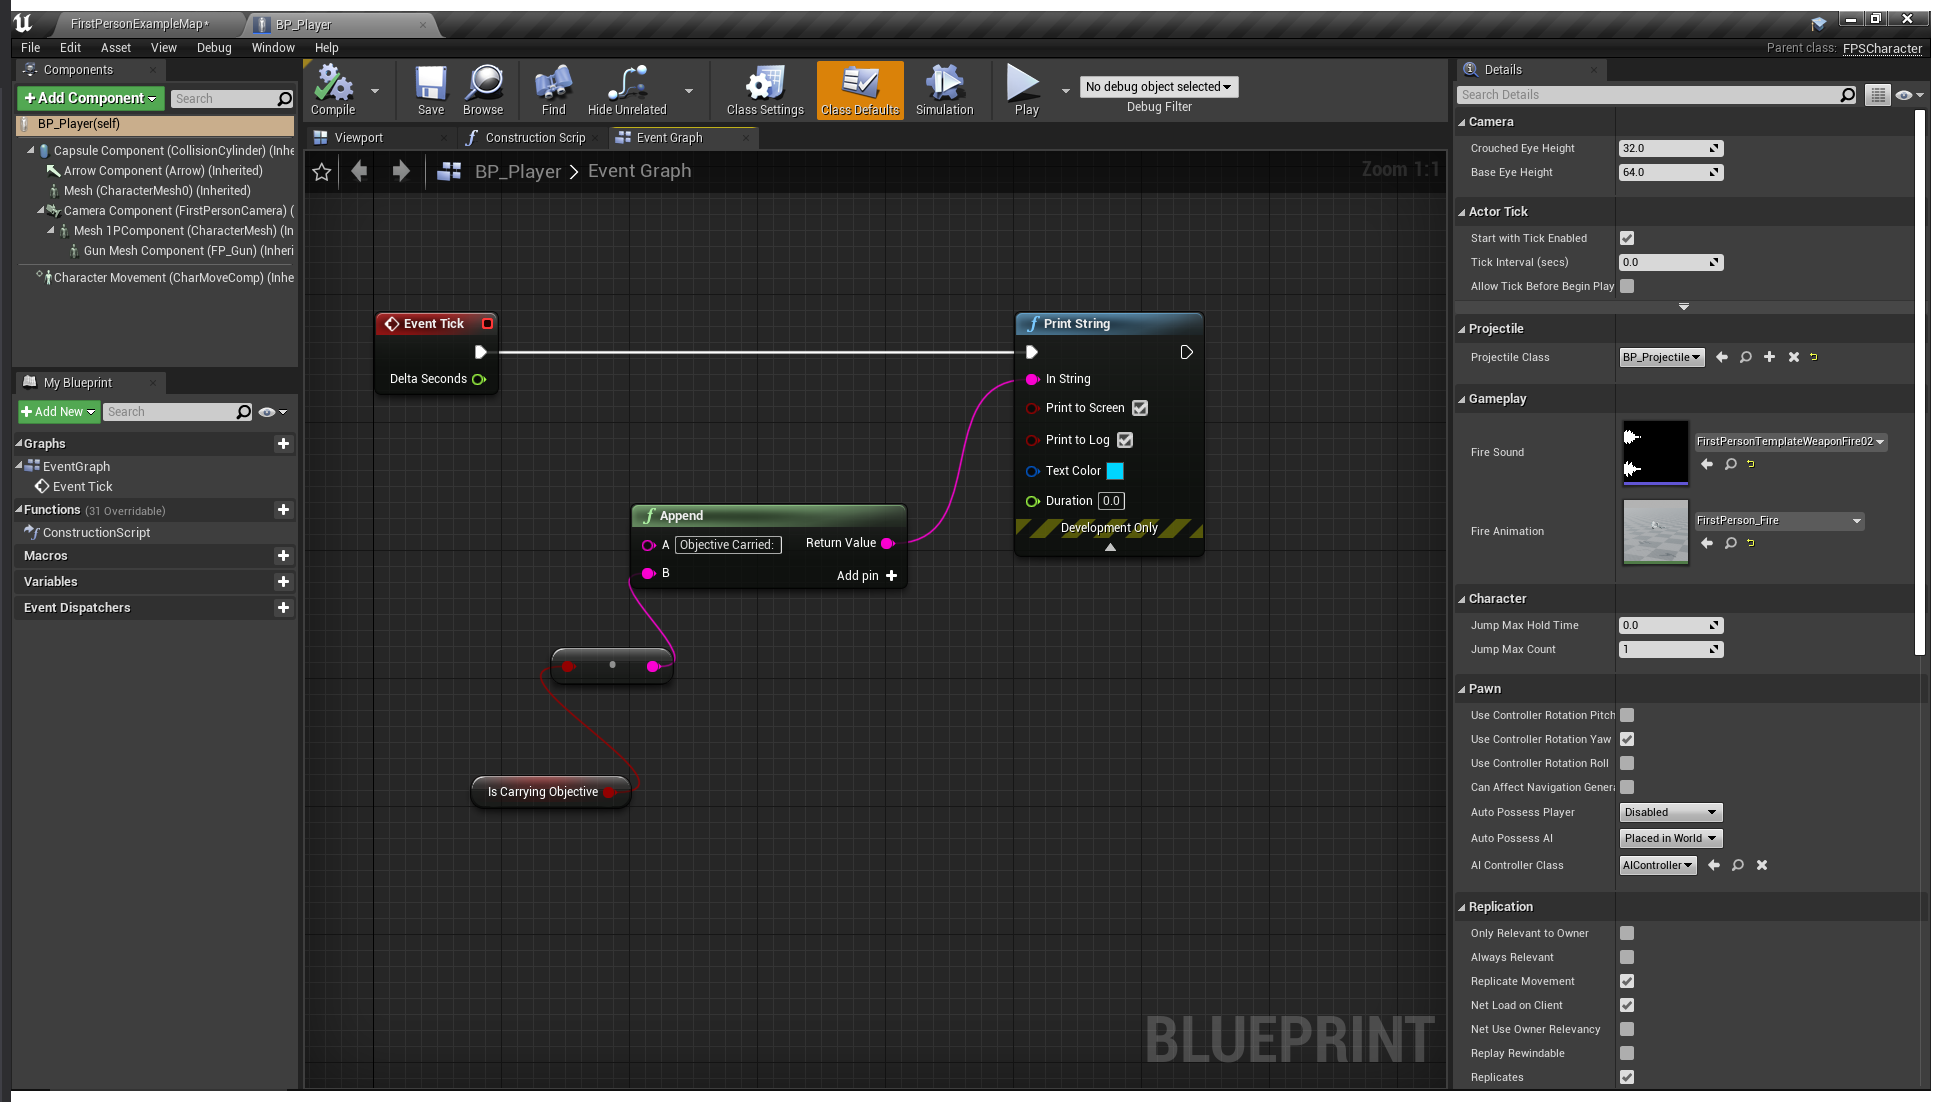 FirstPersonExampleMap*
BP_Player
File Edit Asset View Debug Window Help
Parent class: FPSCharacter
Components
+Add Component
Search
BP_Player(self)
Capsule Component (CollisionCylinder) (Inhe
Arrow Component (Arrow) (Inherited)
Mesh (CharacterMesh0) (Inherited)
Camera Component (FirstPersonCamera) (
Mesh 1PComponent (CharacterMesh) (In
Gun Mesh Component (FP_Gun) (Inheri
Character Movement (CharMoveComp) (Inhe
My Blueprint
+Add New
Search
Graphs
EventGraph
Event Tick
Functions (31 Overridable)
ConstructionScript
Macros
Variables
Event Dispatchers
Compile
Save
Browse
Find
Hide Unrelated
Class Settings
Class Defaults
Simulation
Play
No debug object selected
Debug Filter
Viewport
Construction Scrip
Event Graph
BP_Player > Event Graph
Zoom 1:1
Event Tick
Delta Seconds
Print String
In String
Print to Screen
Print to Log
Text Color
Duration 0.0
Development Only
Append
A Objective Carried:
Return Value
B
Add pin +
Is Carrying Objective
BLUEPRINT
Details
Search Details
Camera
Crouched Eye Height 32.0
Base Eye Height 64.0
Actor Tick
Start with Tick Enabled
Tick Interval (secs) 0.0
Allow Tick Before Begin Play
Projectile
Projectile Class BP_Projectile
Gameplay
Fire Sound FirstPersonTemplateWeaponFire02
Fire Animation FirstPerson_Fire
Character
Jump Max Hold Time 0.0
Jump Max Count 1
Pawn
Use Controller Rotation Pitch
Use Controller Rotation Yaw
Use Controller Rotation Roll
Can Affect Navigation Genera
Auto Possess Player Disabled
Auto Possess AI Placed in World
AI Controller Class AIController
Replication
Only Relevant to Owner
Always Relevant
Replicate Movement
Net Load on Client
Net Use Owner Relevancy
Replay Rewindable
Replicates